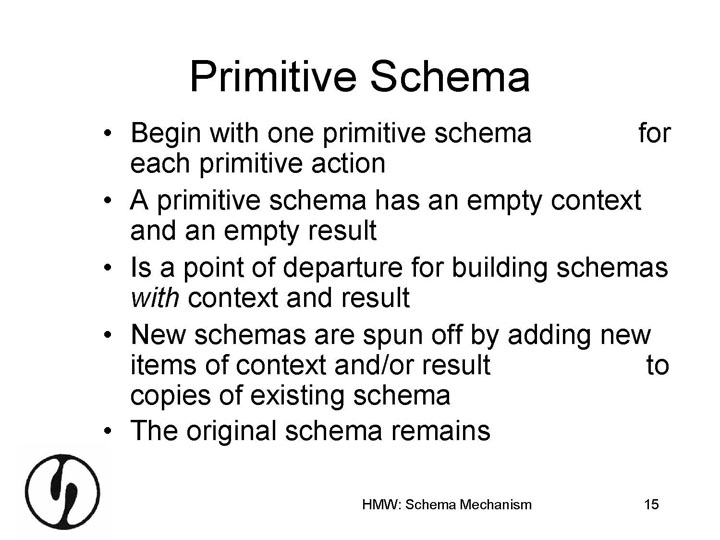 Primitive Schema
• Begin with one primitive schema for
each primitive action
• A primitive schema has an empty context
and an empty result
• Is a point of departure for building schemas
with context and result
• New schemas are spun off by adding new
items of context and/or result to
copies of existing schema
• The original schema remains
HMW: Schema Mechanism 15